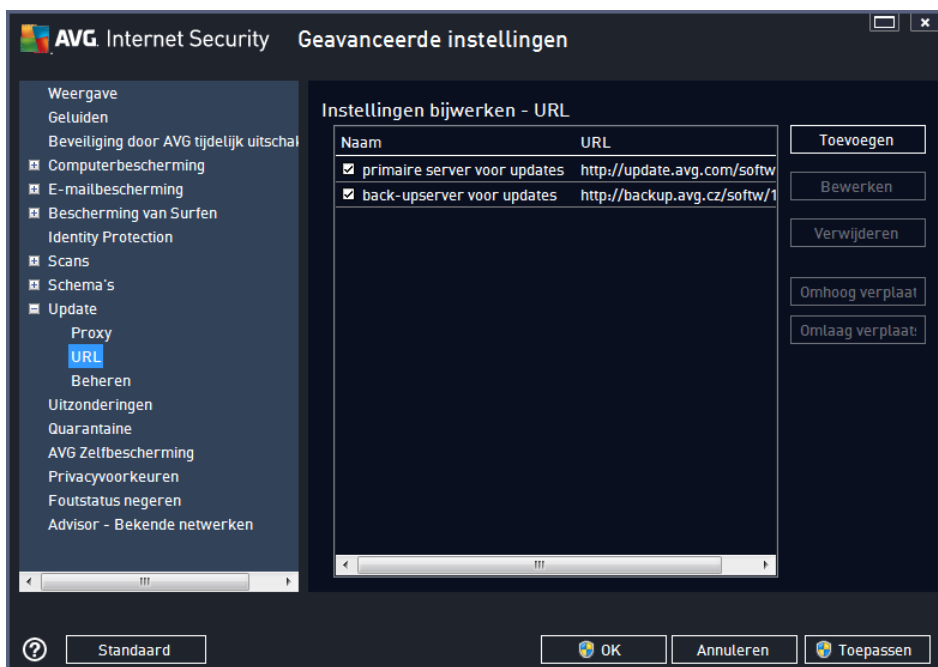 AVG. Internet Security Geavanceerde instellingen
Weergave
Geluiden
Beveiliging door AVG tijdelijk uitschak
Computerbescherming
E-mailbescherming
Bescherming van Surfen
Identity Protection
Scans
Schema's
Update
Proxy
URL
Beheren
Uitzonderingen
Quarantaine
AVG Zelfbescherming
Privacyvoorkeuren
Foutstatus negeren
Advisor - Bekende netwerken
Instellingen bijwerken - URL
Naam URL
primaire server voor updates http://update.avg.com/softw
back-upserver voor updates http://backup.avg.cz/softw/1
Toevoegen
Bewerken
Verwijderen
Omhoog verplaat
Omlaag verplaats
? Standaard OK Annuleren Toepassen